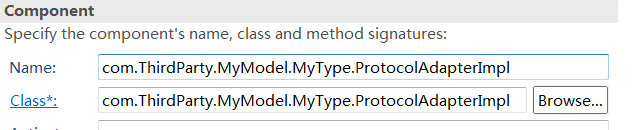 Component
Specify the component's name, class and method signatures:
Name: com.ThirdParty.MyModel.MyType.ProtocolAdapterImpl
Class*: com.ThirdParty.MyModel.MyType.ProtocolAdapterImpl Browse...